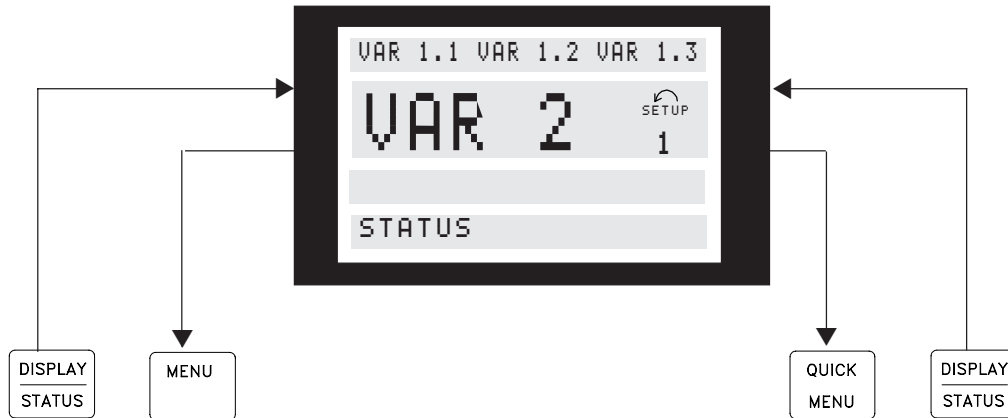 VAR 1.1 VAR 1.2 VAR 1.3
VAR 2
SETUP
1
STATUS
DISPLAY
STATUS
MENU
QUICK
MENU
DISPLAY
STATUS